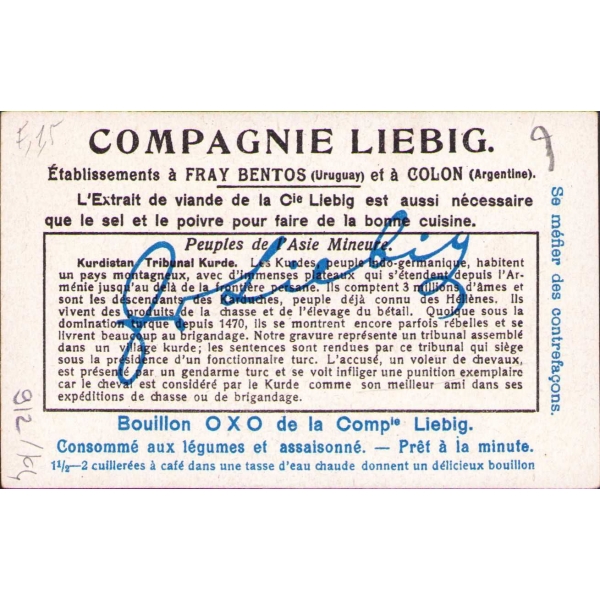 F, 1,5
COMPAGNIE LIEBIG.
Établissements à FRAY BENTOS (Uruguay) et à COLON (Argentine).
L'Extrait de viande de la Cie Liebig est aussi nécessaire
que le sel et le poivre pour faire de la bonne cuisine.
Peuples de l'Asie Mineure.
Kurdistan, Tribunal Kurde. Les Kurdes, peuple indo-germanique, habitent
un pays montagneux, avec d'immenses plateaux qui s'étendent depuis l'Ar-
ménie jusqu'au delà de la frontière persane. Ils comptent 3 millions d'âmes et
sont les descendants des Karduches, peuple déjà connu des Hellènes. Ils
vivent des produits de la chasse et de l'élevage du bétail. Quoique sous la
domination turque depuis 1470, ils se montrent encore parfois rébelles et se
livrent beaucoup au brigandage. Notre gravure représente un tribunal assemblé
dans un village kurde; les sentences sont rendues par ce tribunal qui siège
sous la présidence d'un fonctionnaire turc. L'accusé, un voleur de chevaux,
est présenté par un gendarme turc et se voit infliger une punition exemplaire
car le cheval est considéré par le Kurde comme son meilleur ami dans ses
expéditions de chasse ou de brigandage.
Bouillon OXO de la Compie Liebig.
Consommé aux légumes et assaisonné. — Prêt à la minute.
1½—2 cuillerées à café dans une tasse d'eau chaude donnent un délicieux bouillon
Se méfier des contrefaçons.